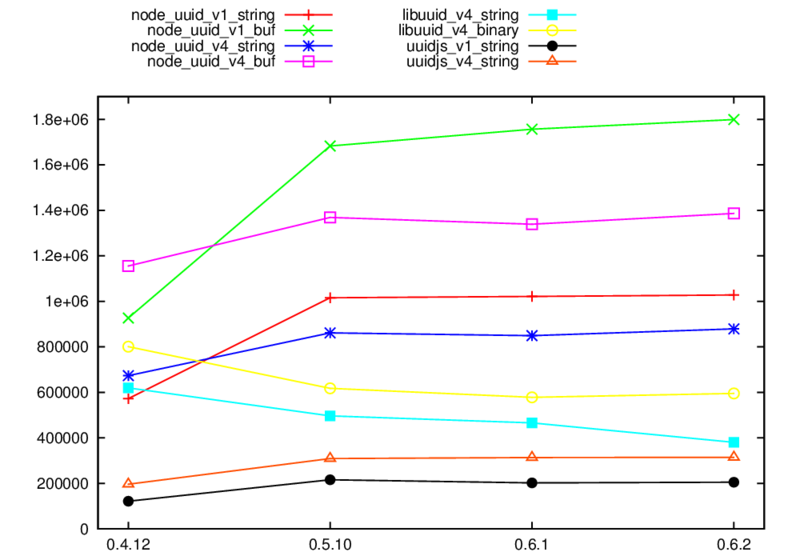 node_uuid_v1_string
node_uuid_v1_buf
node_uuid_v4_string
node_uuid_v4_buf
libuuid_v4_string
libuuid_v4_binary
uuidjs_v1_string
uuidjs_v4_string
1.8e+06
1.6e+06
1.4e+06
1.2e+06
1e+06
800000
600000
400000
200000
0
0.4.12 0.5.10 0.6.1 0.6.2